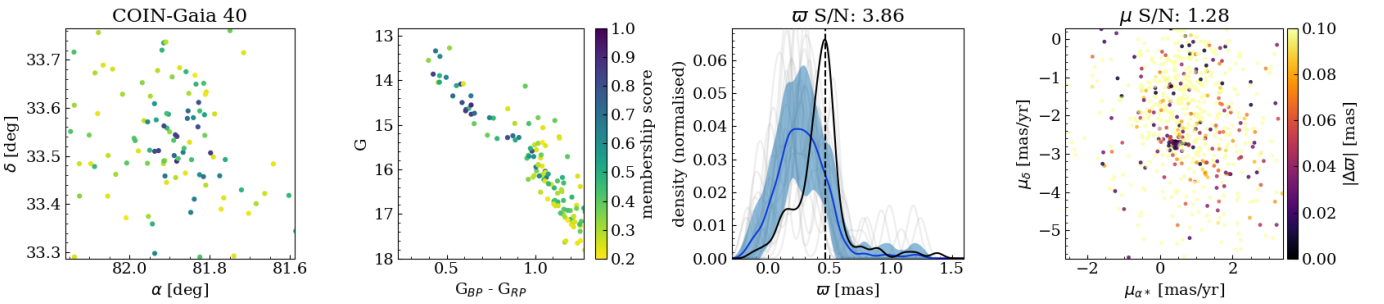 COIN-Gaia 40
33.7
33.6
33.5
33.4
33.3
δ [deg]
82.0 81.8 81.6
α [deg]
13
14
15
16
17
18
G
0.5 1.0
G_BP - G_RP
1.0
0.9
0.8
0.7
0.6
0.5
0.4
0.3
0.2
membership score
ϖ S/N: 3.86
0.06
0.05
0.04
0.03
0.02
0.01
0.00
density (normalised)
0.0 0.5 1.0 1.5
ϖ [mas]
μ S/N: 1.28
0
−1
−2
−3
−4
−5
μ_δ [mas/yr]
−2 0 2
μ_α* [mas/yr]
0.10
0.08
0.06
0.04
0.02
0.00
|Δϖ| [mas]